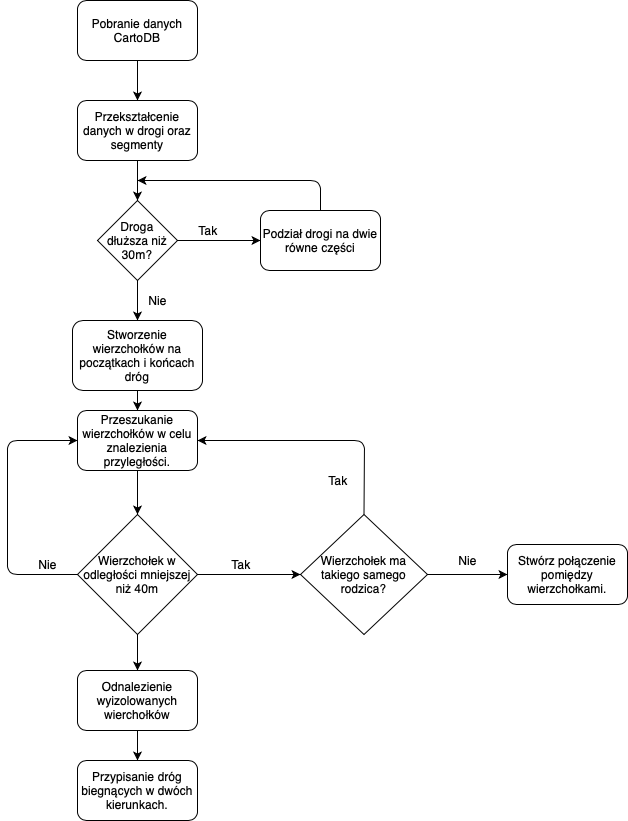 Pobranie danych
CartoDB
Przekształcenie
danych w drogi oraz
segmenty
Droga
dłuższa niż
30m?
Tak
Podział drogi na dwie
równe części
Nie
Stworzenie
wierzchołków na
początkach i końcach
dróg
Przeszukanie
wierzchołków w celu
znalezienia
przyległości.
Tak
Nie
Wierzchołek w
odległości mniejszej
niż 40m
Tak
Wierzchołek ma
takiego samego
rodzica?
Nie
Stwórz połączenie
pomiędzy
wierzchołkami.
Odnalezienie
wyizolowanych
wierchołków
Przypisanie dróg
biegnących w dwóch
kierunkach.